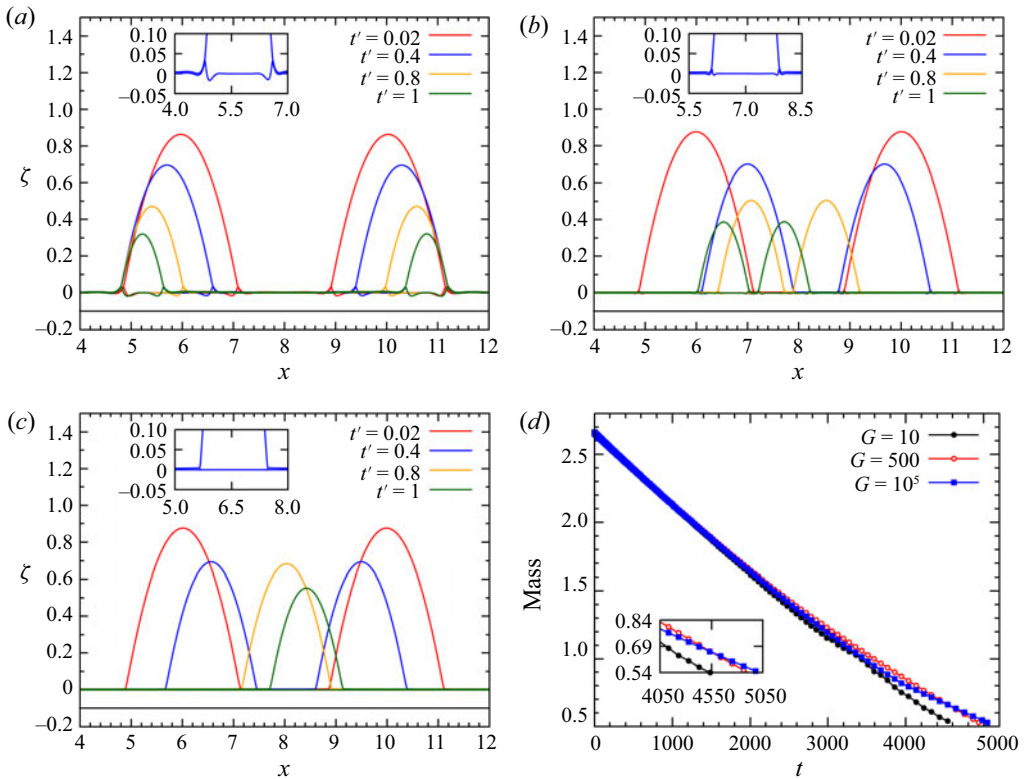 (a)
1.4
1.2
1.0
0.8
0.6
0.4
0.2
0
−0.2
ζ
0.10
0.05
0
−0.05
4.0 5.5 7.0
t′ = 0.02
t′ = 0.4
t′ = 0.8
t′ = 1
4 5 6 7 8 9 10 11 12
x
(b)
1.4
1.2
1.0
0.8
0.6
0.4
0.2
0
−0.2
0.10
0.05
0
−0.05
5.5 7.0 8.5
t′ = 0.02
t′ = 0.4
t′ = 0.8
t′ = 1
4 5 6 7 8 9 10 11 12
x
(c)
1.4
1.2
1.0
0.8
0.6
0.4
0.2
0
−0.2
ζ
0.10
0.05
0
−0.05
5.0 6.5 8.0
t′ = 0.02
t′ = 0.4
t′ = 0.8
t′ = 1
4 5 6 7 8 9 10 11 12
x
(d)
2.5
2.0
1.5
1.0
0.5
Mass
G = 10
G = 500
G = 10⁵
0.84
0.69
0.54
4050 4550 5050
0 1000 2000 3000 4000 5000
t